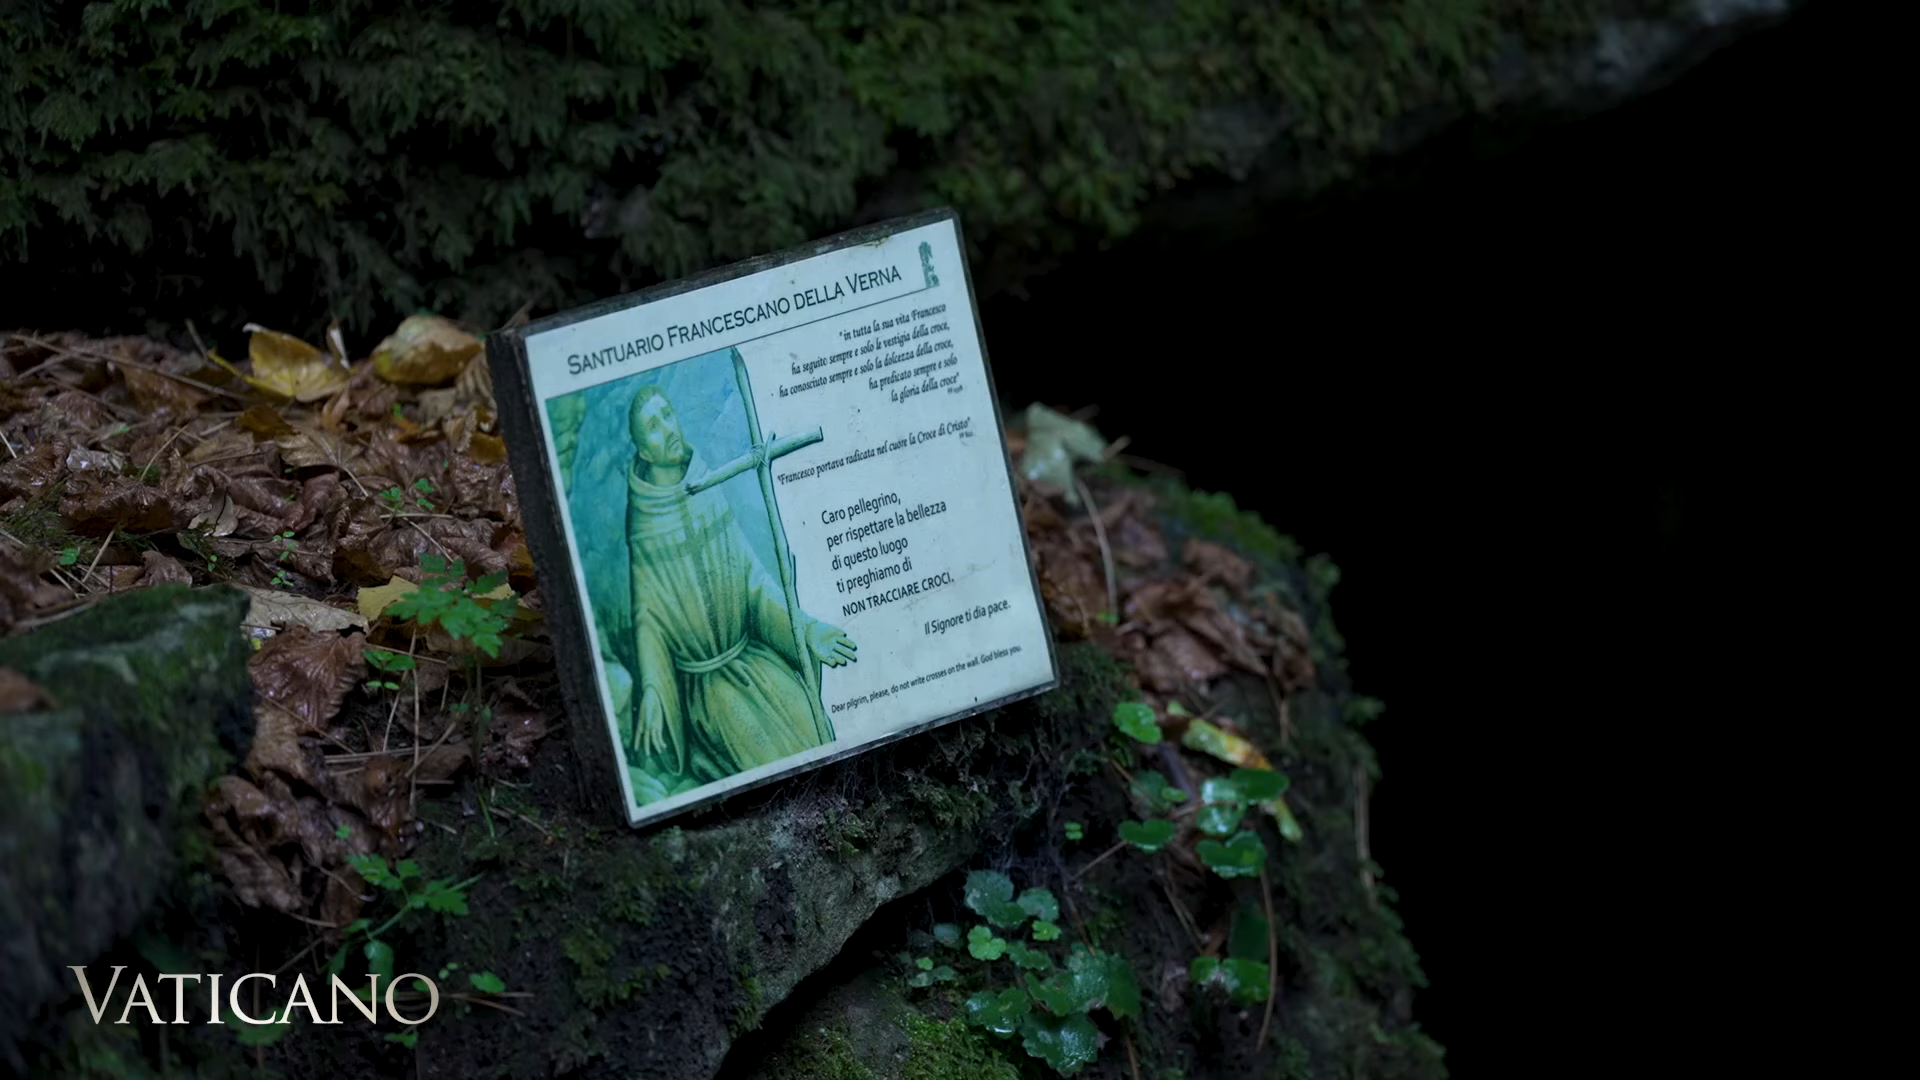 SANTUARIO FRANCESCANO DELLA VERNA
"in tutta la sua vita Francesco
ha seguito sempre e solo le vestigia della croce,
ha conosciuto sempre e solo la dolcezza della croce,
ha predicato sempre e solo
la gloria della croce"
"Francesco portava radicata nel cuore la Croce di Cristo"
Caro pellegrino,
per rispettare la bellezza
di questo luogo
ti preghiamo di
NON TRACCIARE CROCI.
Il Signore ti dia pace.
Dear pilgrim, please, do not write crosses on the wall. God bless you.
VATICANO